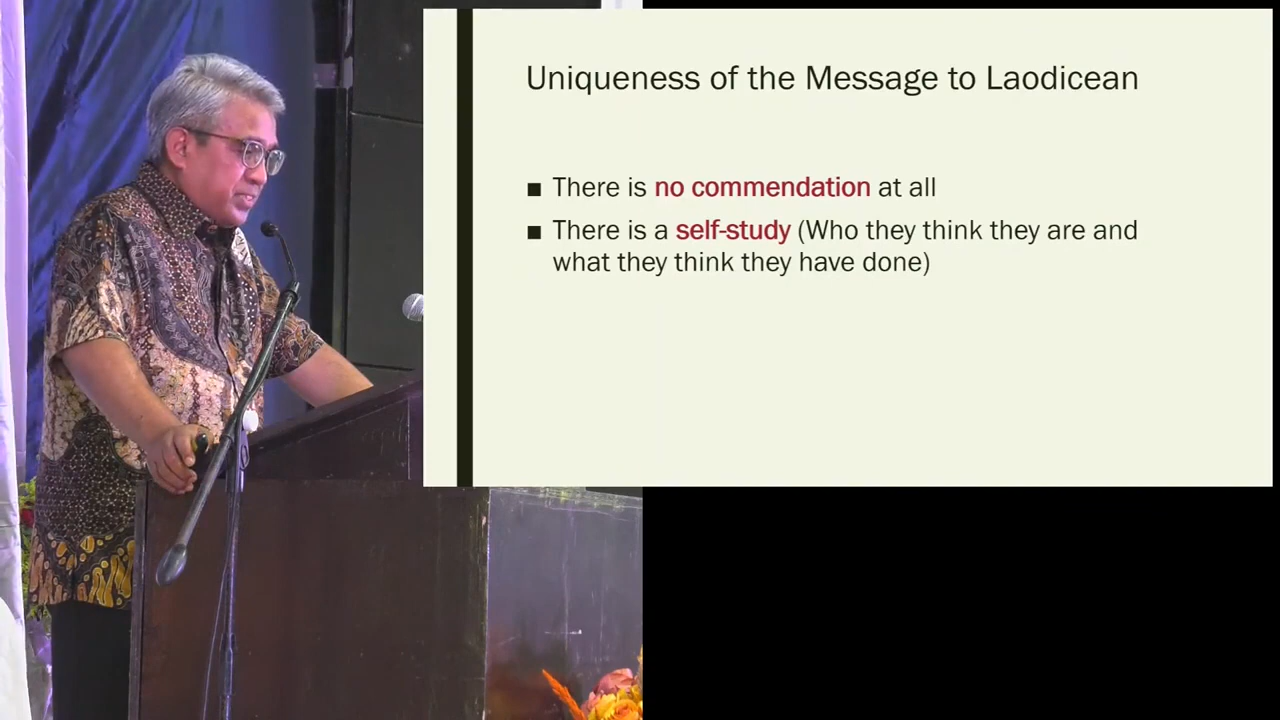 Uniqueness of the Message to Laodicean
■ There is no commendation at all
■ There is a self-study (Who they think they are and
what they think they have done)